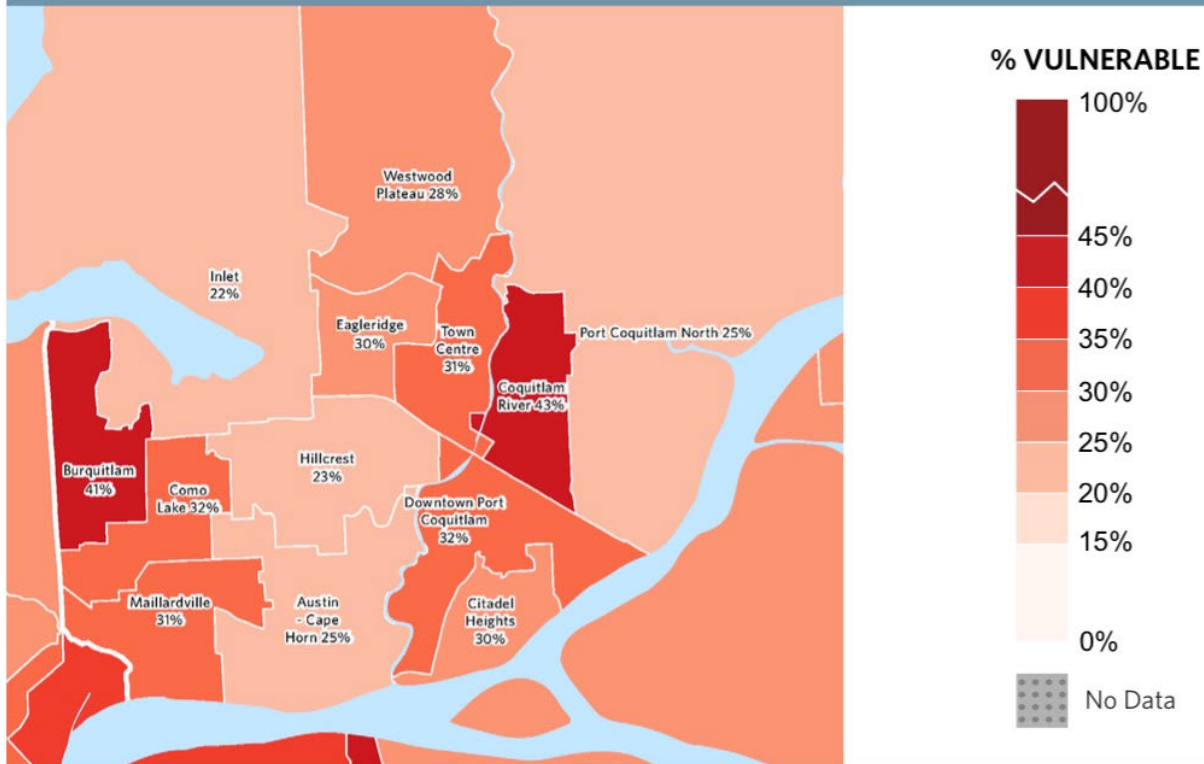 % VULNERABLE
100%
45%
40%
35%
30%
25%
20%
15%
0%
No Data
Westwood
Plateau 28%
Inlet
22%
Eagleridge
30%
Town
Centre
31%
Port Coquitlam North 25%
Coquitlam
River 43%
Burquitlam
41%
Como
Lake 32%
Hillcrest
23%
Downtown Port
Coquitlam
32%
Maillardville
31%
Austin
- Cape
Horn 25%
Citadel
Heights
30%